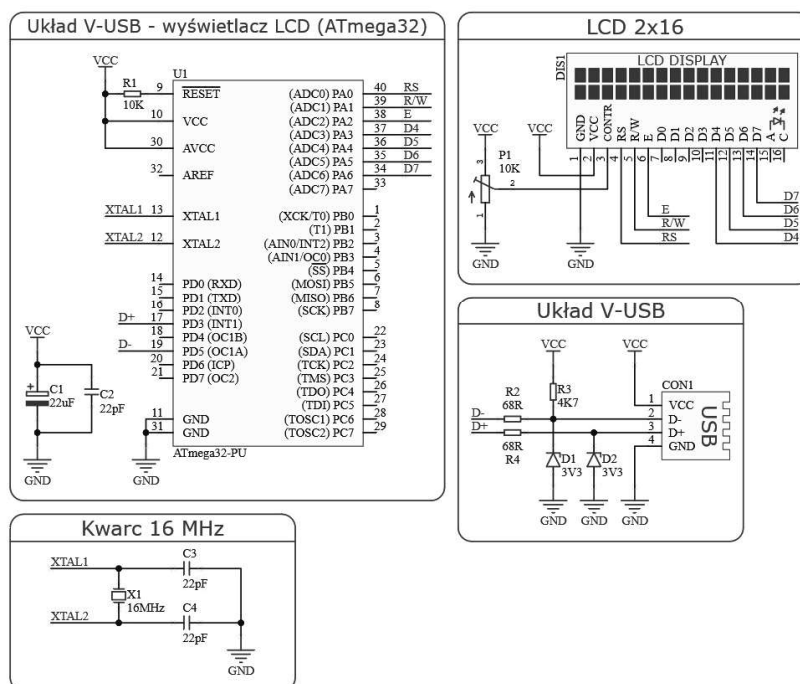 Układ V-USB - wyświetlacz LCD (ATmega32)
VCC
U1
R1
10K
9 RESET
10 VCC
30 AVCC
32 AREF
XTAL1 13 XTAL1
XTAL2 12 XTAL2
14 PD0 (RXD)
15 PD1 (TXD)
16 PD2 (INT0)
D+ 17 PD3 (INT1)
18 PD4 (OC1B)
D- 19 PD5 (OC1A)
20 PD6 (ICP)
21 PD7 (OC2)
11 GND
31 GND
(ADC0) PA0 40 RS
(ADC1) PA1 39 R/W
(ADC2) PA2 38 E
(ADC3) PA3 37 D4
(ADC4) PA4 36 D5
(ADC5) PA5 35 D6
(ADC6) PA6 34 D7
(ADC7) PA7 33
(XCK/T0) PB0 1
(T1) PB1 2
(AIN0/INT2) PB2 3
(AIN1/OC0) PB3 4
(SS) PB4 5
(MOSI) PB5 6
(MISO) PB6 7
(SCK) PB7 8
(SCL) PC0 22
(SDA) PC1 23
(TCK) PC2 24
(TMS) PC3 25
(TDO) PC4 26
(TDI) PC5 27
(TOSC1) PC6 28
(TOSC2) PC7 29
ATmega32-PU
VCC
+
C1
22uF
C2
22pF
GND
GND
LCD 2x16
DIS1
LCD DISPLAY
GND VCC CONTR RS R/W E D0 D1 D2 D3 D4 D5 D6 D7 A C
1 2 3 4 5 6 7 8 9 10 11 12 13 14 15 16
VCC
VCC
P1
10K
3
2
1
GND
GND
E
R/W
RS
D7
D6
D5
D4
Układ V-USB
VCC
VCC
CON1
R3
4K7
R2
68R
D-
D+
68R
R4
1 VCC
2 D-
3 D+
4 GND
USB
D1
3V3
D2
3V3
GND
GND
GND
Kwarc 16 MHz
XTAL1
XTAL2
X1
16MHz
C3
22pF
C4
22pF
GND